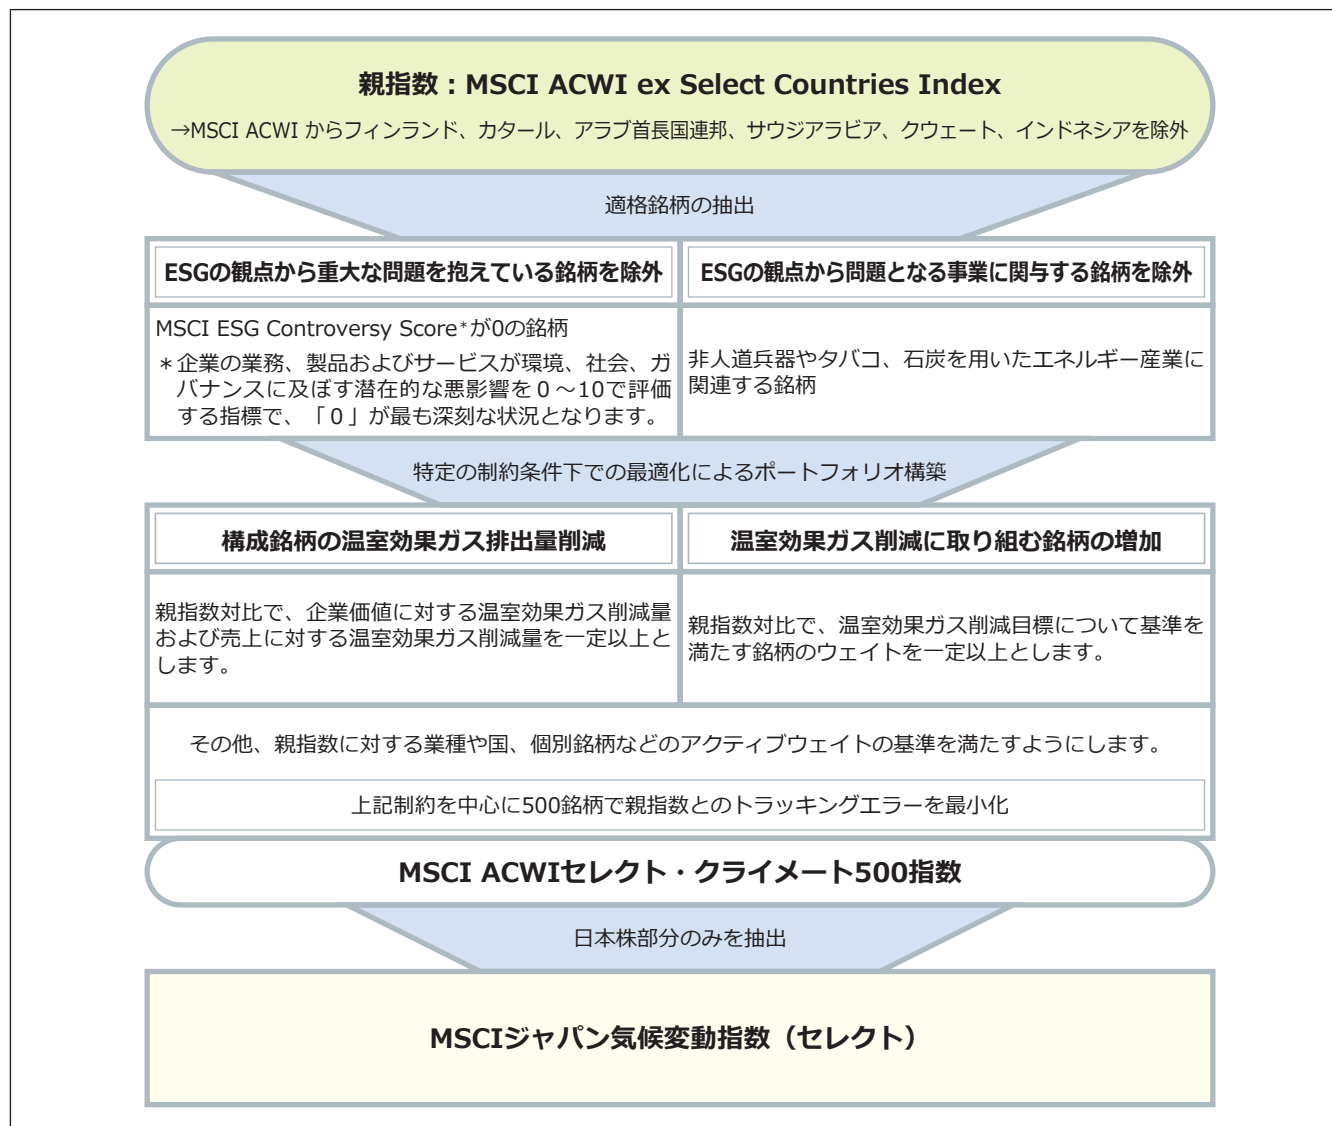 親指数：MSCI ACWI ex Select Countries Index
→MSCI ACWI からフィンランド、カタール、アラブ首長国連邦、サウジアラビア、クウェート、インドネシアを除外
適格銘柄の抽出
ESGの観点から重大な問題を抱えている銘柄を除外
MSCI ESG Controversy Score*が0の銘柄
＊企業の業務、製品およびサービスが環境、社会、ガ
バナンスに及ぼす潜在的な悪影響を０～10で評価
する指標で、「０」が最も深刻な状況となります。
ESGの観点から問題となる事業に関与する銘柄を除外
非人道兵器やタバコ、石炭を用いたエネルギー産業に
関連する銘柄
特定の制約条件下での最適化によるポートフォリオ構築
構成銘柄の温室効果ガス排出量削減
親指数対比で、企業価値に対する温室効果ガス削減量
および売上に対する温室効果ガス削減量を一定以上と
します。
温室効果ガス削減に取り組む銘柄の増加
親指数対比で、温室効果ガス削減目標について基準を
満たす銘柄のウェイトを一定以上とします。
その他、親指数に対する業種や国、個別銘柄などのアクティブウェイトの基準を満たすようにします。
上記制約を中心に500銘柄で親指数とのトラッキングエラーを最小化
MSCI ACWIセレクト・クライメート500指数
日本株部分のみを抽出
MSCIジャパン気候変動指数（セレクト）